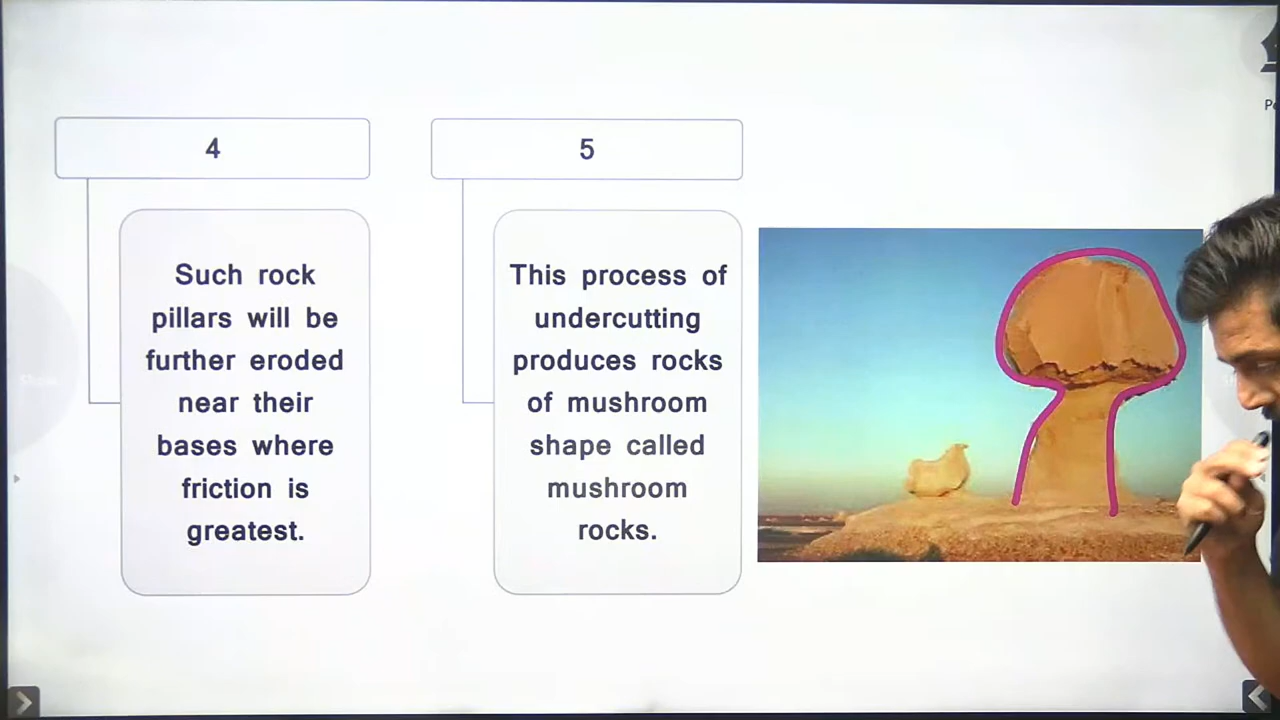 4
Such rock
pillars will be
further eroded
near their
bases where
friction is
greatest.
5
This process of
undercutting
produces rocks
of mushroom
shape called
mushroom
rocks.